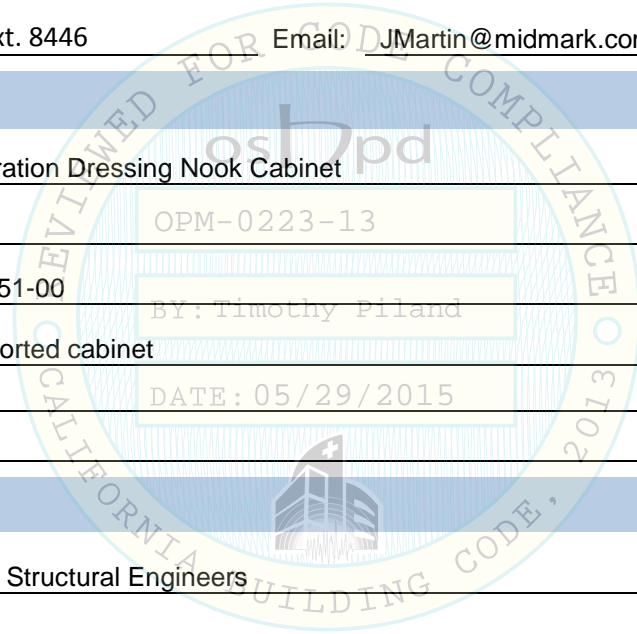 xt. 8446 Email: JMartin@midmark.com
REVIEWED FOR CODE COMPLIANCE
oshpd
ration Dressing Nook Cabinet
OPM-0223-13
51-00
BY: Timothy Piland
orted cabinet
DATE: 05/29/2015
Structural Engineers
CALIFORNIA BUILDING CODE, 2013